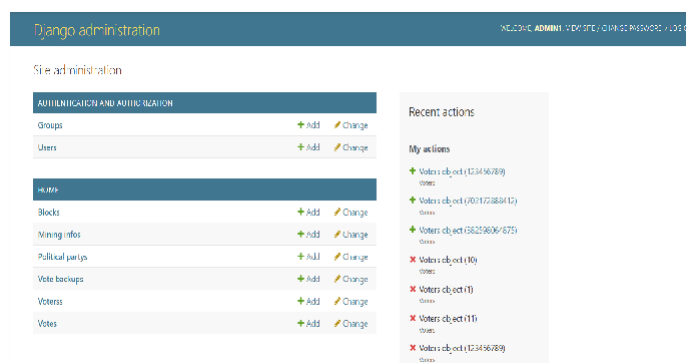 Django administration
WELCOME, ADMIN1. VIEW SITE / CHANGE PASSWORD / LOG O
Site administration
AUTHENTICATION AND AUTHORIZATION
Groups + Add Change
Users + Add Change
HOME
Blocks + Add Change
Mining infos + Add Change
Political partys + Add Change
Vote backups + Add Change
Voterss + Add Change
Votes + Add Change
Recent actions
My actions
Voters object (123456789)
Voters
Voters object (702172888412)
Voters
Voters object (582598064875)
Voters
Voters object (10)
Voters
Voters object (1)
Voters
Voters object (11)
Voters
Voters object (123456789)
Voters